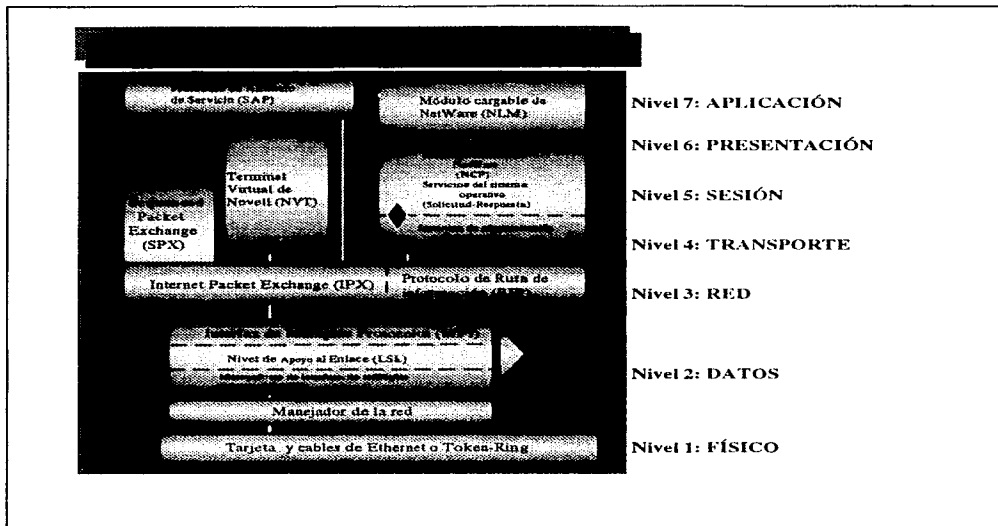 de Servicio (SAP)
Módulo cargable de
NetWare (NLM)
Nivel 7: APLICACIÓN
Nivel 6: PRESENTACIÓN
(NCP)
Servicios del sistema
operativo
(Solicitud-Respuesta)
Terminal
Virtual de
Novell (NVT)
Nivel 5: SESIÓN
Packet
Exchange
(SPX)
Nivel 4: TRANSPORTE
Internet Packet Exchange (IPX)
Protocolo de Ruta de
Nivel 3: RED
Nivel de Apoyo al Enlace (LSL)
Nivel 2: DATOS
Manejador de la red
Tarjeta y cables de Ethernet o Token-Ring
Nivel 1: FÍSICO